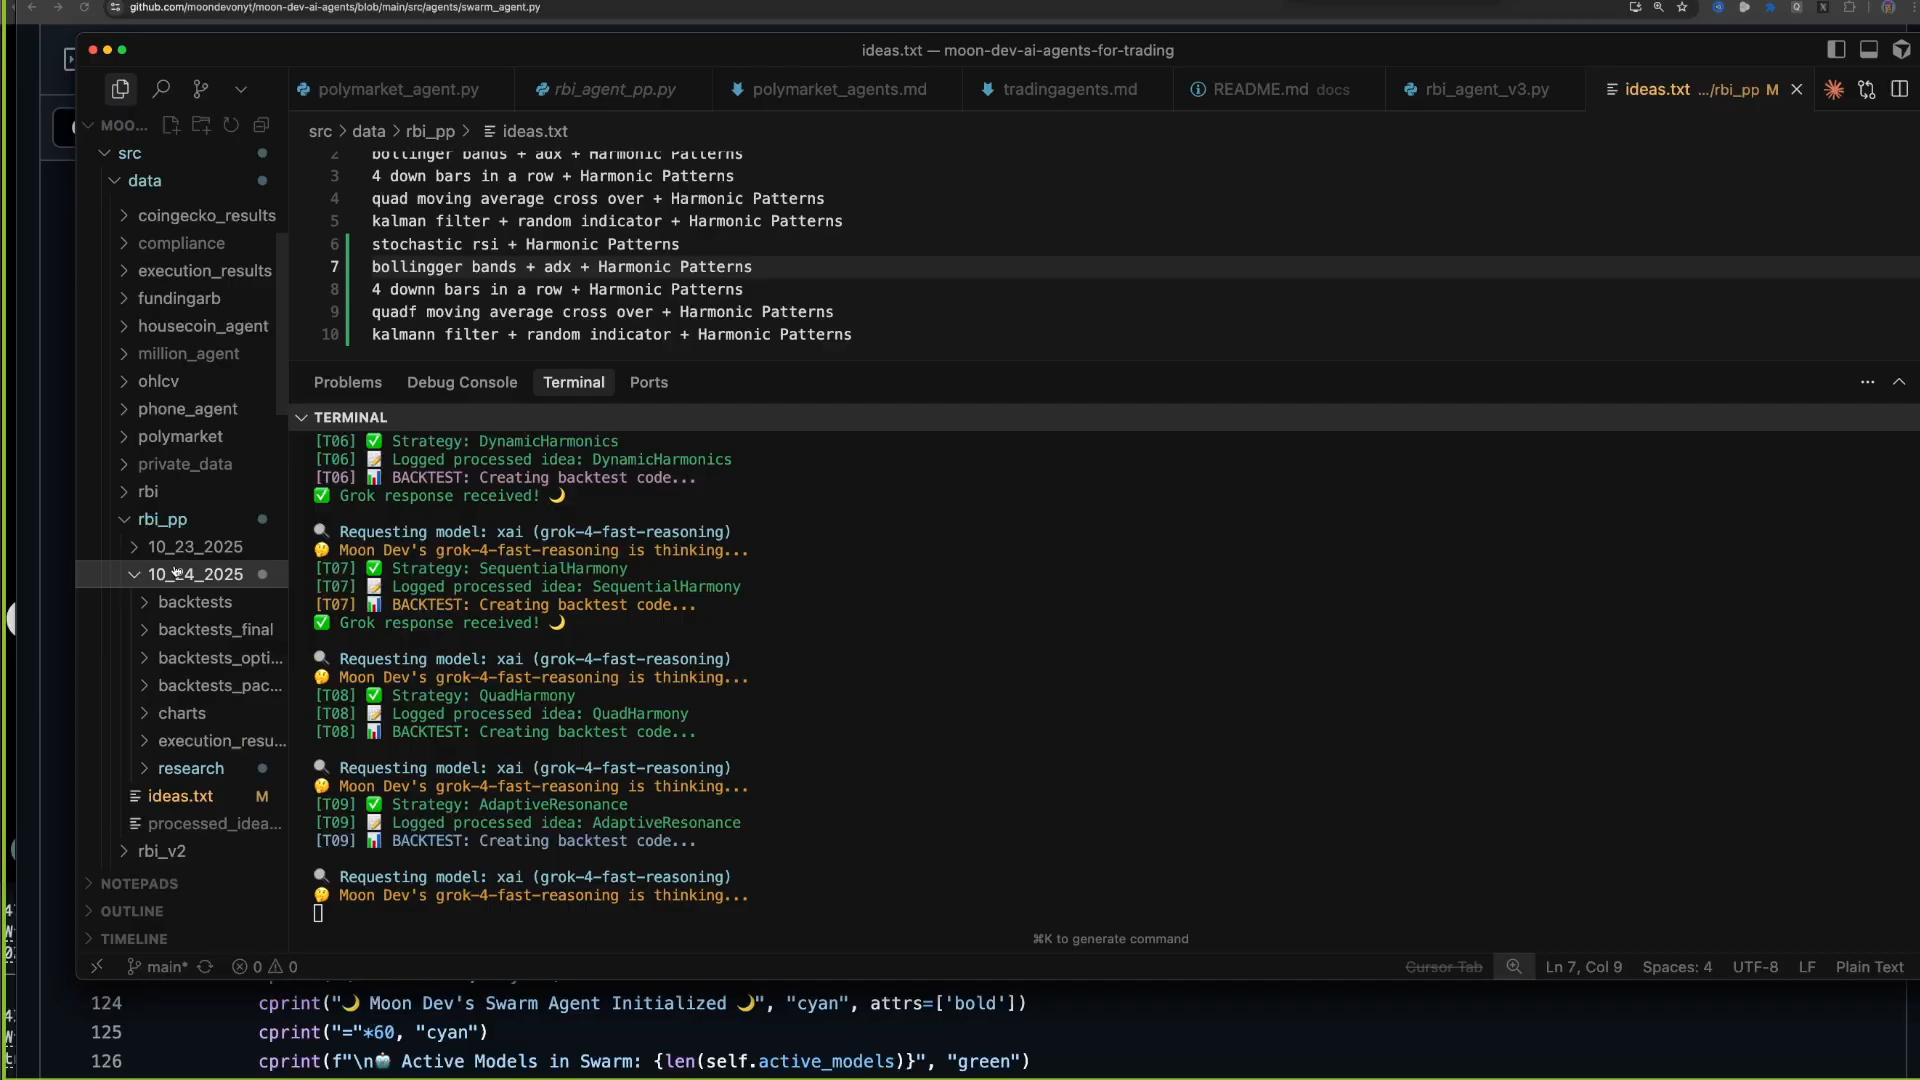 github.com/moondevonyt/moon-dev-ai-agents/blob/main/src/agents/swarm_agent.py
ideas.txt — moon-dev-ai-agents-for-trading
polymarket_agent.py
rbi_agent_pp.py
polymarket_agents.md
tradingagents.md
README.md docs
rbi_agent_v3.py
ideas.txt .../rbi_pp M
MOO...
src
data
coingecko_results
compliance
execution_results
fundingarb
housecoin_agent
million_agent
ohlcv
phone_agent
polymarket
private_data
rbi
rbi_pp
10_23_2025
10_24_2025
backtests
backtests_final
backtests_opti...
backtests_pac...
charts
execution_resu...
research
ideas.txt M
processed_idea...
rbi_v2
NOTEPADS
OUTLINE
TIMELINE
src > data > rbi_pp > ideas.txt
2 bollinger bands + adx + Harmonic Patterns
3 4 down bars in a row + Harmonic Patterns
4 quad moving average cross over + Harmonic Patterns
5 kalman filter + random indicator + Harmonic Patterns
6 stochastic rsi + Harmonic Patterns
7 bollingger bands + adx + Harmonic Patterns
8 4 downn bars in a row + Harmonic Patterns
9 quadf moving average cross over + Harmonic Patterns
10 kalmann filter + random indicator + Harmonic Patterns
Problems Debug Console Terminal Ports
TERMINAL
[T06] ✅ Strategy: DynamicHarmonics
[T06] 📝 Logged processed idea: DynamicHarmonics
[T06] 📊 BACKTEST: Creating backtest code...
✅ Grok response received! 🌙
🔍 Requesting model: xai (grok-4-fast-reasoning)
🤔 Moon Dev's grok-4-fast-reasoning is thinking...
[T07] ✅ Strategy: SequentialHarmony
[T07] 📝 Logged processed idea: SequentialHarmony
[T07] 📊 BACKTEST: Creating backtest code...
✅ Grok response received! 🌙
🔍 Requesting model: xai (grok-4-fast-reasoning)
🤔 Moon Dev's grok-4-fast-reasoning is thinking...
[T08] ✅ Strategy: QuadHarmony
[T08] 📝 Logged processed idea: QuadHarmony
[T08] 📊 BACKTEST: Creating backtest code...
🔍 Requesting model: xai (grok-4-fast-reasoning)
🤔 Moon Dev's grok-4-fast-reasoning is thinking...
[T09] ✅ Strategy: AdaptiveResonance
[T09] 📝 Logged processed idea: AdaptiveResonance
[T09] 📊 BACKTEST: Creating backtest code...
🔍 Requesting model: xai (grok-4-fast-reasoning)
🤔 Moon Dev's grok-4-fast-reasoning is thinking...
⌘K to generate command
main* 0 0
Cursor Tab Ln 7, Col 9 Spaces: 4 UTF-8 LF Plain Text
124 cprint("🌙 Moon Dev's Swarm Agent Initialized 🌙", "cyan", attrs=['bold'])
125 cprint("="*60, "cyan")
126 cprint(f"\n🤖 Active Models in Swarm: {len(self.active_models)}", "green")